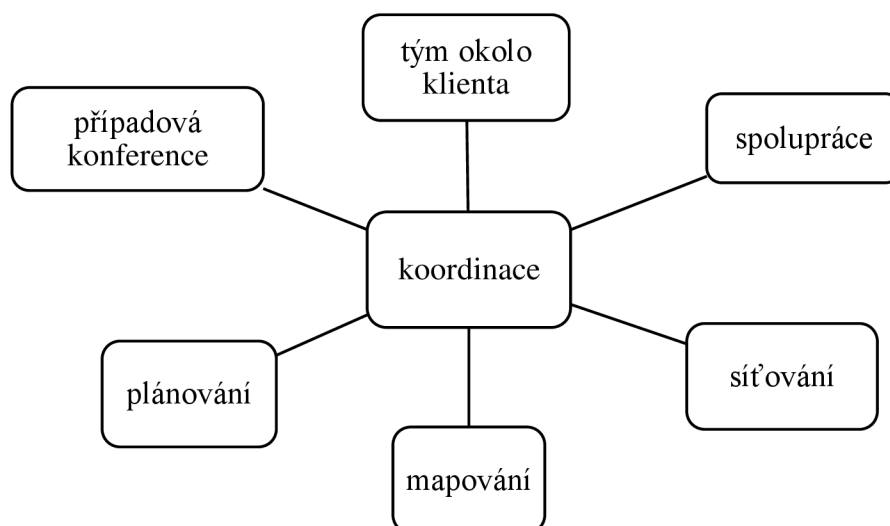 tým okolo
klienta
případová
konference
spolupráce
koordinace
plánování
síťování
mapování